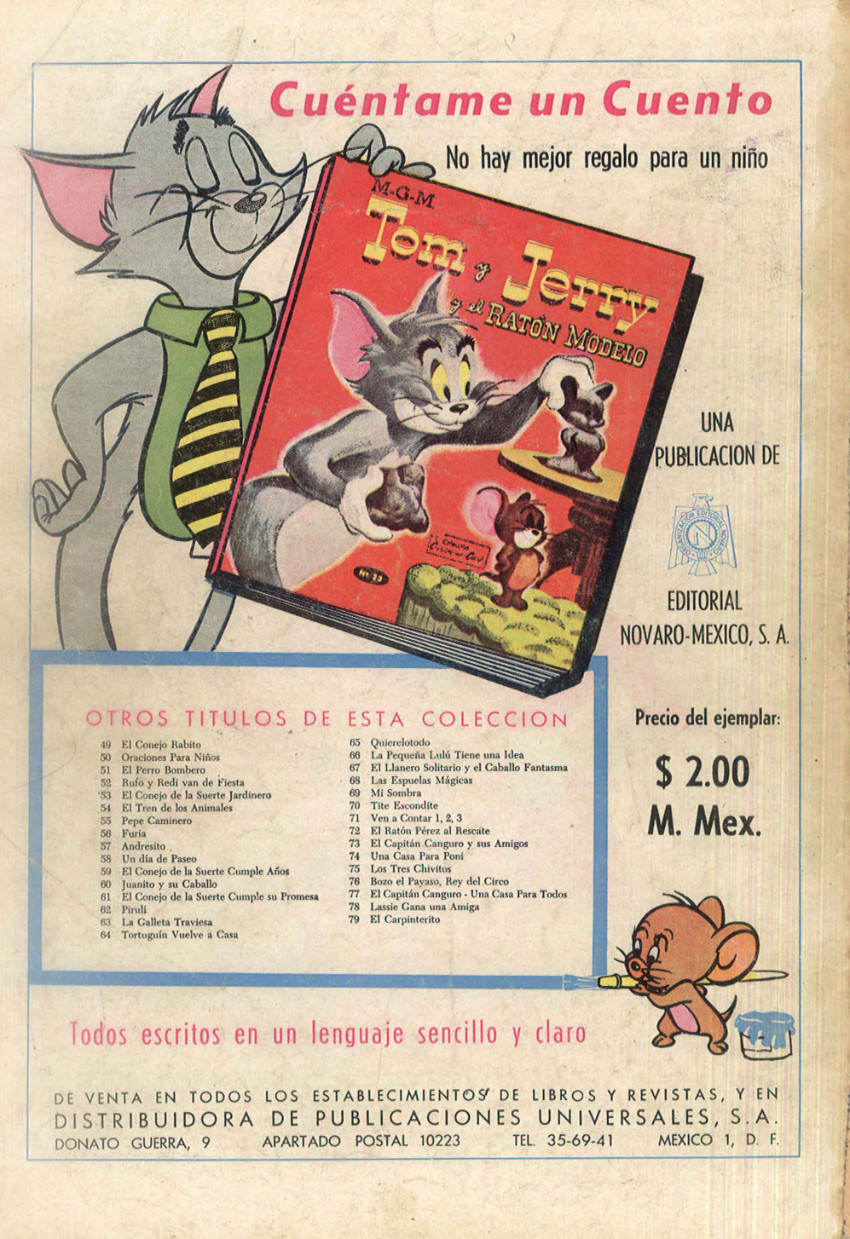 Cuéntame un Cuento
No hay mejor regalo para un niño
M-G-M
Tom y Jerry
y el RATÓN MODELO
Nº 23
UNA
PUBLICACION DE
ORGANIZACIÓN EDITORIAL NOVARO
N
EDITORIAL
NOVARO-MEXICO, S. A.
OTROS TITULOS DE ESTA COLECCION
49 El Conejo Rabito
50 Oraciones Para Niños
51 El Perro Bombero
52 Rufo y Redi van de Fiesta
53 El Conejo de la Suerte Jardinero
54 El Tren de los Animales
55 Pepe Caminero
56 Furia
57 Andresito
58 Un día de Paseo
59 El Conejo de la Suerte Cumple Años
60 Juanito y su Caballo
61 El Conejo de la Suerte Cumple su Promesa
62 Pirulí
63 La Galleta Traviesa
64 Tortuguín Vuelve a Casa
65 Quierelotodo
66 La Pequeña Lulú Tiene una Idea
67 El Llanero Solitario y el Caballo Fantasma
68 Las Espuelas Mágicas
69 Mi Sombra
70 Tite Escondite
71 Ven a Contar 1, 2, 3
72 El Ratón Pérez al Rescate
73 El Capitán Canguro y sus Amigos
74 Una Casa Para Poni
75 Los Tres Chivitos
76 Bozo el Payaso, Rey del Circo
77 El Capitán Canguro - Una Casa Para Todos
78 Lassie Gana una Amiga
79 El Carpinterito
Precio del ejemplar:
$ 2.00
M. Mex.
Todos escritos en un lenguaje sencillo y claro
DE VENTA EN TODOS LOS ESTABLECIMIENTOS DE LIBROS Y REVISTAS, Y EN
DISTRIBUIDORA DE PUBLICACIONES UNIVERSALES, S.A.
DONATO GUERRA, 9 APARTADO POSTAL 10223 TEL. 35-69-41 MEXICO 1, D. F.